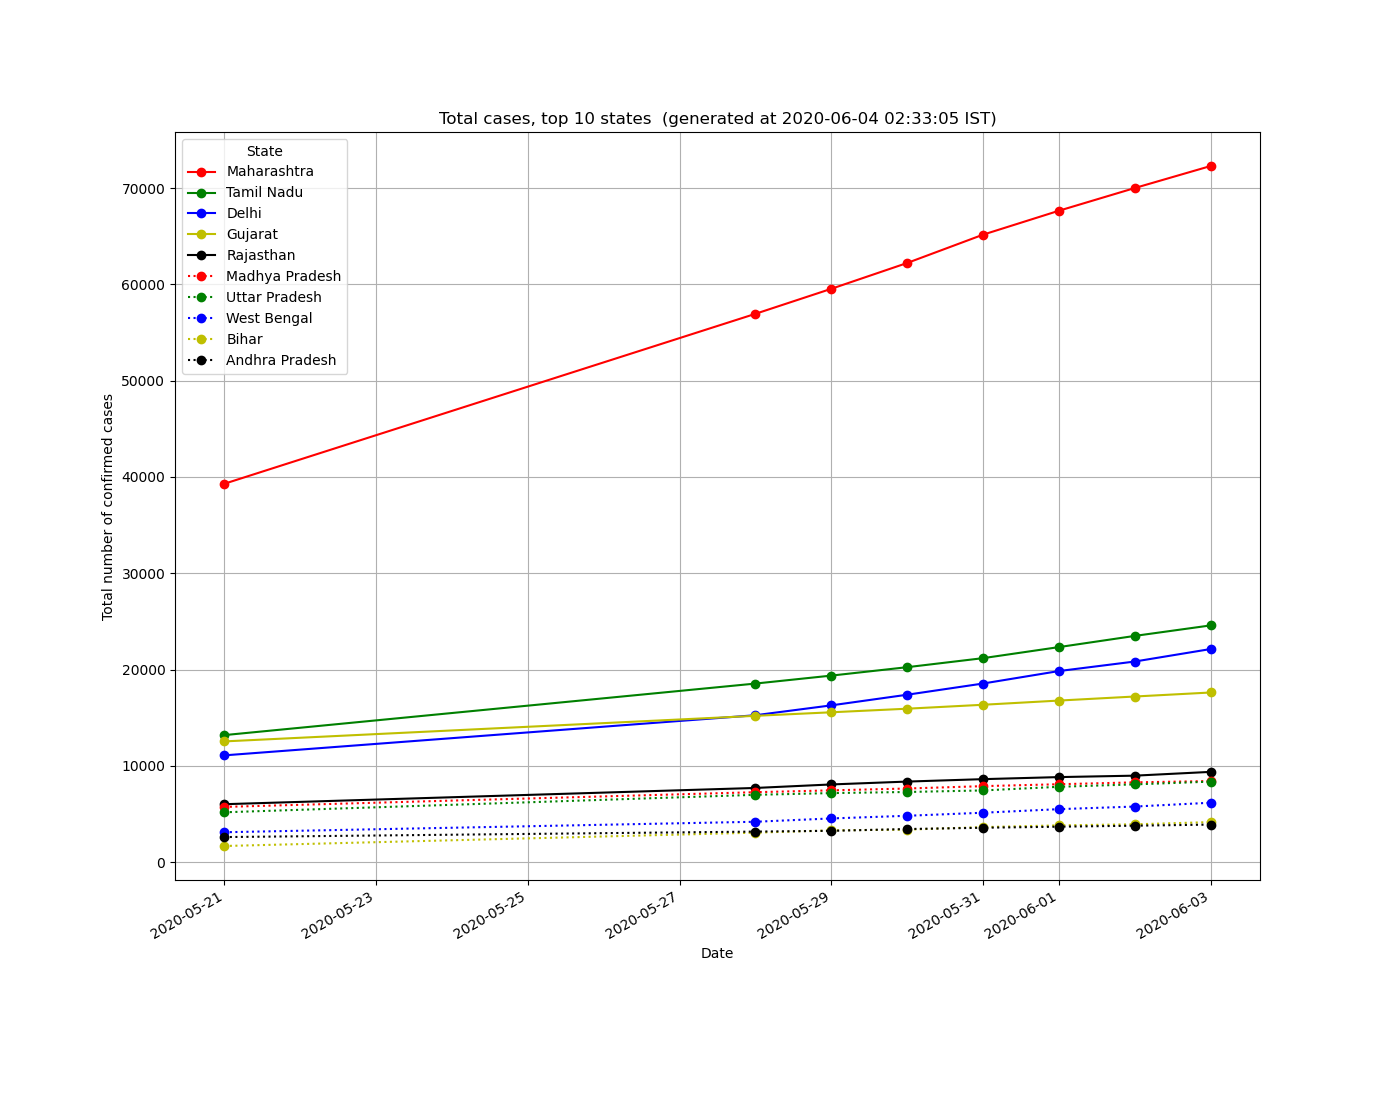 Total cases, top 10 states  (generated at 2020-06-04 02:33:05 IST)
State
Maharashtra
Tamil Nadu
Delhi
Gujarat
Rajasthan
Madhya Pradesh
Uttar Pradesh
West Bengal
Bihar
Andhra Pradesh
Total number of confirmed cases
70000
60000
50000
40000
30000
20000
10000
0
2020-05-21
2020-05-23
2020-05-25
2020-05-27
2020-05-29
2020-05-31
2020-06-01
2020-06-03
Date